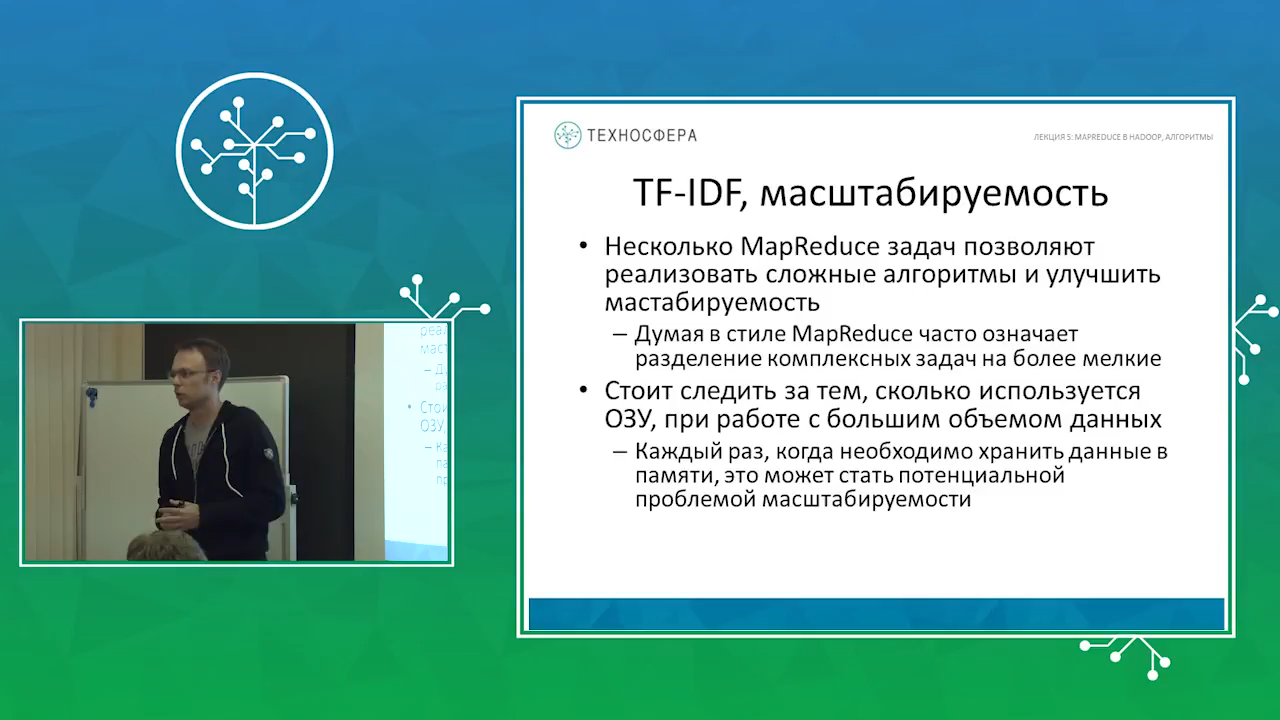 ТЕХНОСФЕРА
ЛЕКЦИЯ 5: MAPREDUCE В HADOOP, АЛГОРИТМЫ
TF-IDF, масштабируемость
• Несколько MapReduce задач позволяют
реализовать сложные алгоритмы и улучшить
мастабируемость
– Думая в стиле MapReduce часто означает
разделение комплексных задач на более мелкие
• Стоит следить за тем, сколько используется
ОЗУ, при работе с большим объемом данных
– Каждый раз, когда необходимо хранить данные в
памяти, это может стать потенциальной
проблемой масштабируемости